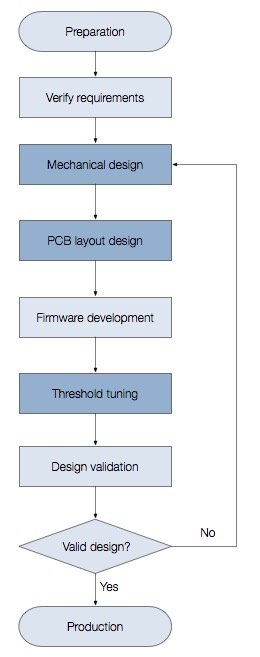 Preparation
Verify requirements
Mechanical design
PCB layout design
Firmware development
Threshold tuning
Design validation
Valid design?
No
Yes
Production